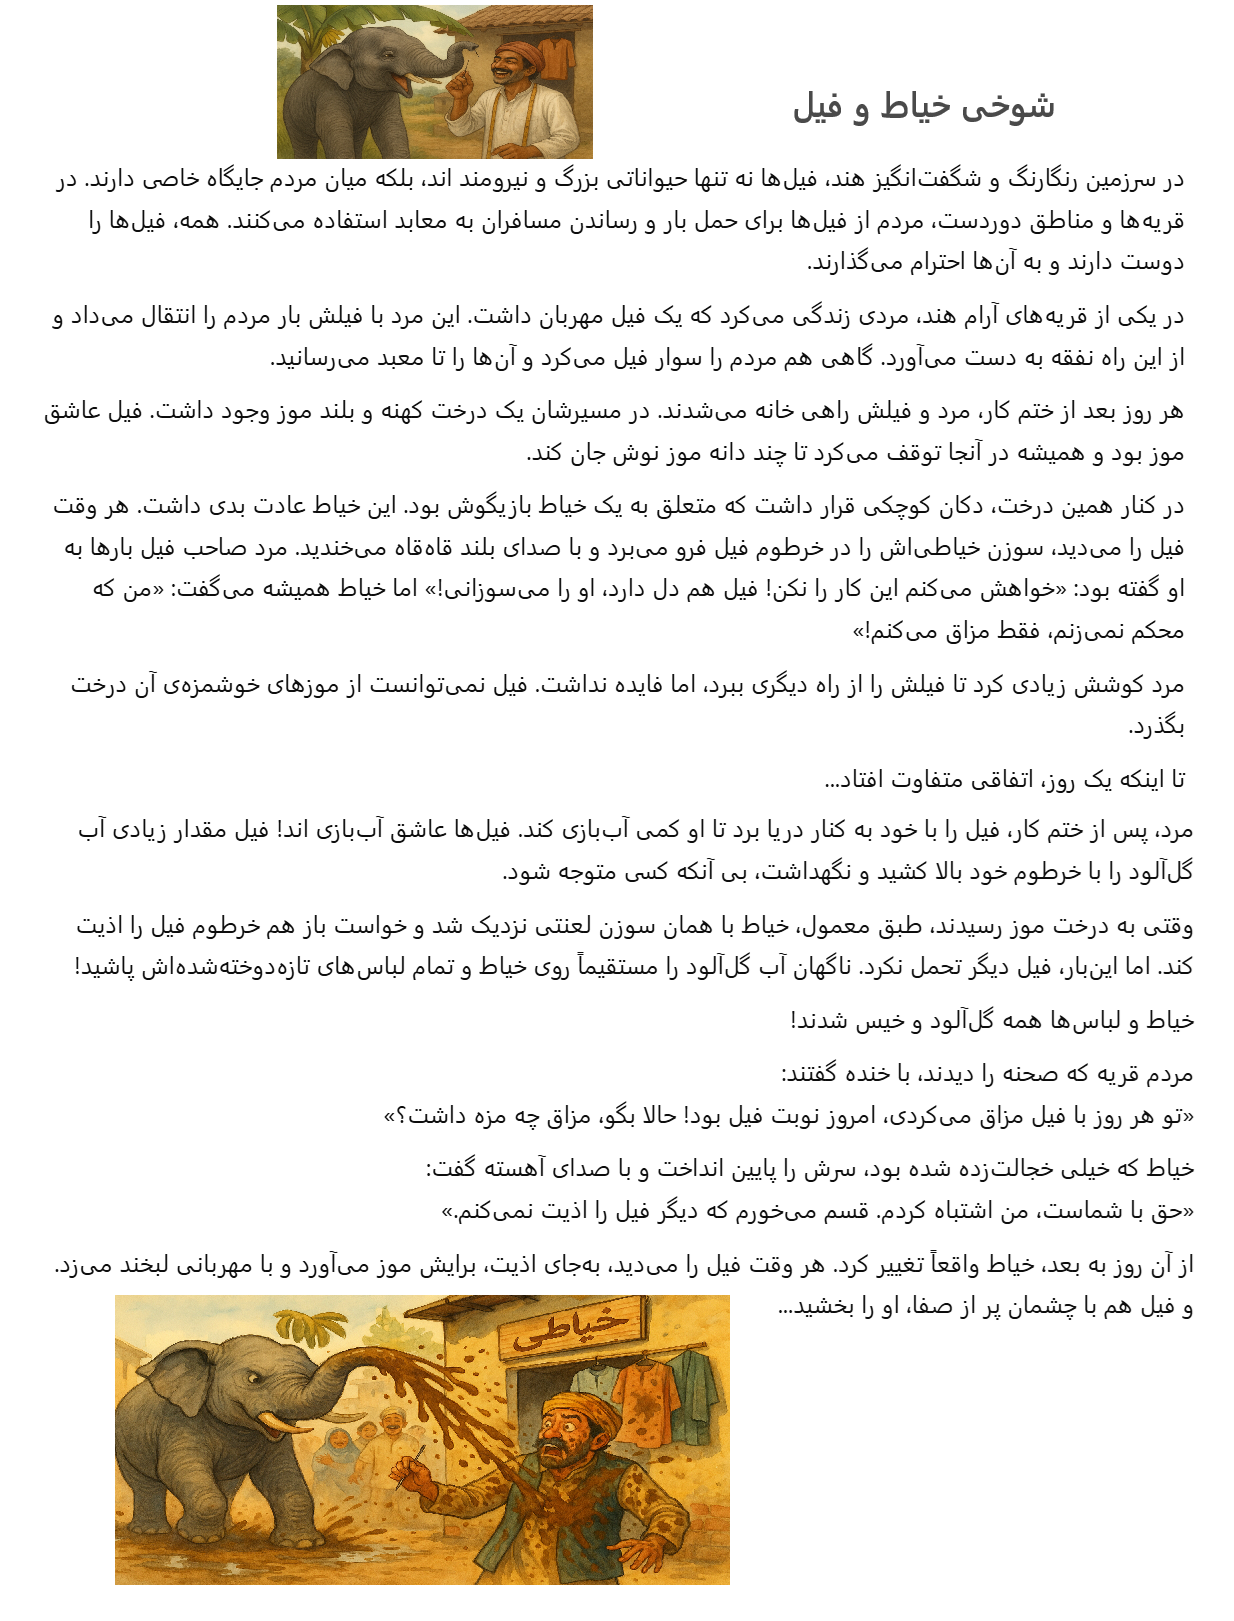 شوخی خیاط و فیل
در سرزمین رنگارنگ و شگفت‌انگیز هند، فیل‌ها نه تنها حیواناتی بزرگ و نیرومند اند، بلکه میان مردم جایگاه خاصی دارند. در
قریه‌ها و مناطق دوردست، مردم از فیل‌ها برای حمل بار و رساندن مسافران به معابد استفاده می‌کنند. همه، فیل‌ها را
دوست دارند و به آن‌ها احترام می‌گذارند.
در یکی از قریه‌های آرام هند، مردی زندگی می‌کرد که یک فیل مهربان داشت. این مرد با فیلش بار مردم را انتقال می‌داد و
از این راه نفقه به دست می‌آورد. گاهی هم مردم را سوار فیل می‌کرد و آن‌ها را تا معبد می‌رسانید.
هر روز بعد از ختم کار، مرد و فیلش راهی خانه می‌شدند. در مسیرشان یک درخت کهنه و بلند موز وجود داشت. فیل عاشق
موز بود و همیشه در آنجا توقف می‌کرد تا چند دانه موز نوش جان کند.
در کنار همین درخت، دکان کوچکی قرار داشت که متعلق به یک خیاط بازیگوش بود. این خیاط عادت بدی داشت. هر وقت
فیل را می‌دید، سوزن خیاطی‌اش را در خرطوم فیل فرو می‌برد و با صدای بلند قاه‌قاه می‌خندید. مرد صاحب فیل بارها به
او گفته بود: «خواهش می‌کنم این کار را نکن! فیل هم دل دارد، او را می‌سوزانی!» اما خیاط همیشه می‌گفت: «من که
محکم نمی‌زنم، فقط مزاق می‌کنم!»
مرد کوشش زیادی کرد تا فیلش را از راه دیگری ببرد، اما فایده نداشت. فیل نمی‌توانست از موزهای خوشمزه‌ی آن درخت
بگذرد.
تا اینکه یک روز، اتفاقی متفاوت افتاد...
مرد، پس از ختم کار، فیل را با خود به کنار دریا برد تا او کمی آب‌بازی کند. فیل‌ها عاشق آب‌بازی اند! فیل مقدار زیادی آب
گل‌آلود را با خرطوم خود بالا کشید و نگهداشت، بی آنکه کسی متوجه شود.
وقتی به درخت موز رسیدند، طبق معمول، خیاط با همان سوزن لعنتی نزدیک شد و خواست باز هم خرطوم فیل را اذیت
کند. اما این‌بار، فیل دیگر تحمل نکرد. ناگهان آب گل‌آلود را مستقیماً روی خیاط و تمام لباس‌های تازه‌دوخته‌شده‌اش پاشید!
خیاط و لباس‌ها همه گل‌آلود و خیس شدند!
مردم قریه که صحنه را دیدند، با خنده گفتند:
«تو هر روز با فیل مزاق می‌کردی، امروز نوبت فیل بود! حالا بگو، مزاق چه مزه داشت؟»
خیاط که خیلی خجالت‌زده شده بود، سرش را پایین انداخت و با صدای آهسته گفت:
«حق با شماست، من اشتباه کردم. قسم می‌خورم که دیگر فیل را اذیت نمی‌کنم.»
از آن روز به بعد، خیاط واقعاً تغییر کرد. هر وقت فیل را می‌دید، به‌جای اذیت، برایش موز می‌آورد و با مهربانی لبخند می‌زد.
و فیل هم با چشمان پر از صفا، او را بخشید...
خیاطی